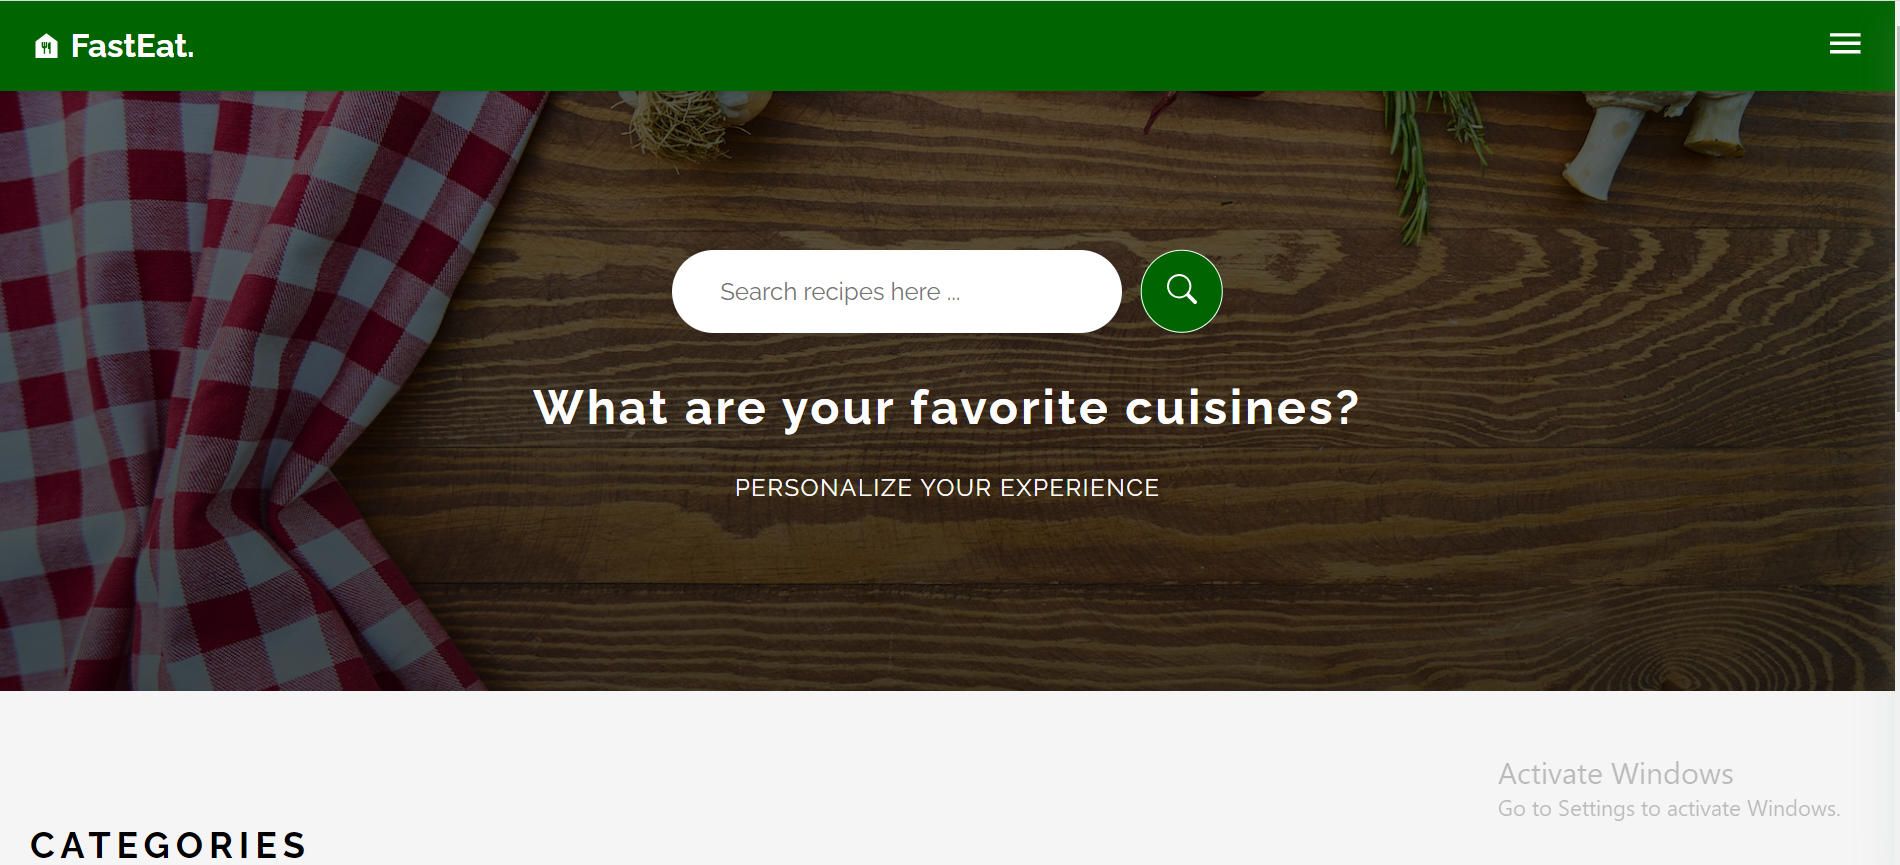 FastEat.
Search recipes here ...
What are your favorite cuisines?
PERSONALIZE YOUR EXPERIENCE
Activate Windows
Go to Settings to activate Windows.
CATEGORIES